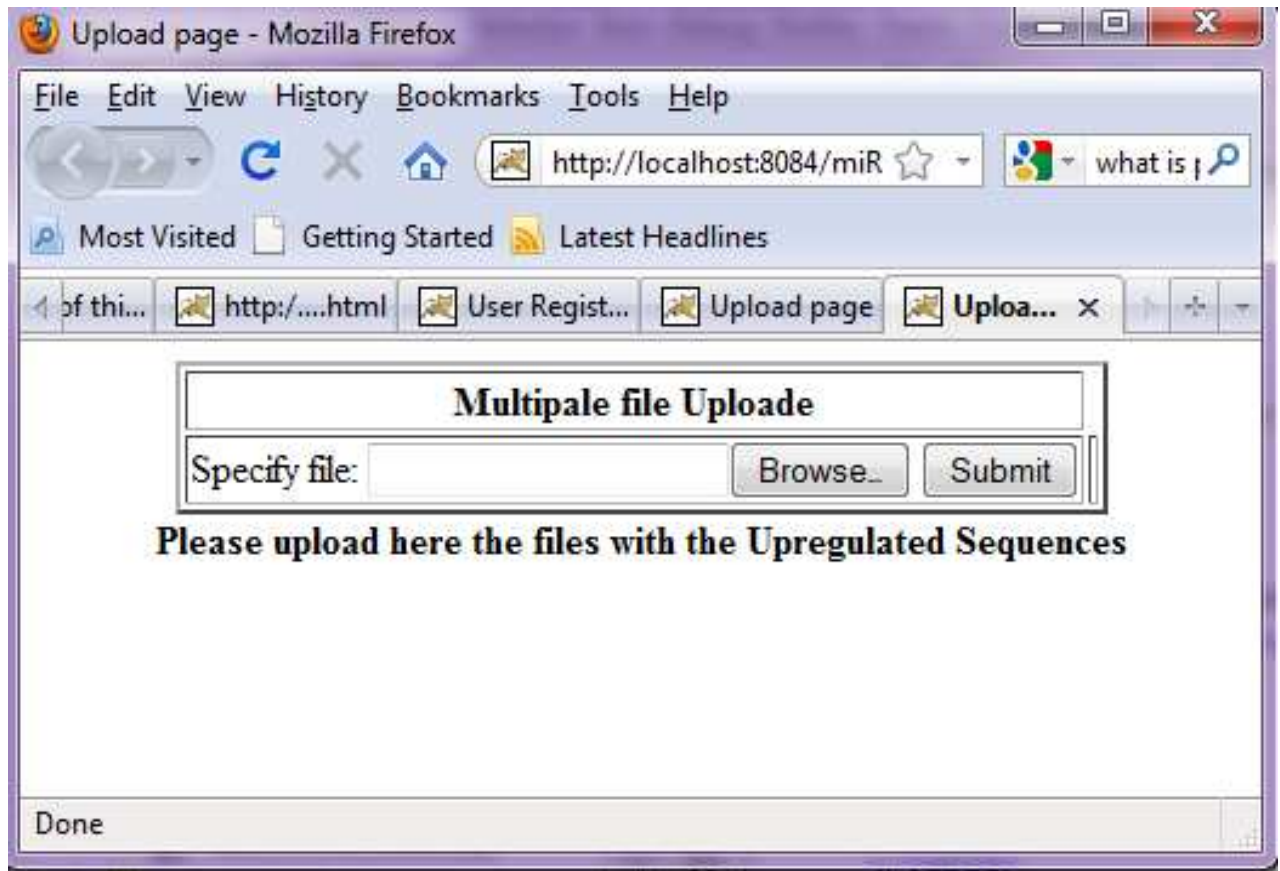 Upload page - Mozilla Firefox
File Edit View History Bookmarks Tools Help
http://localhost:8084/miR what is
Most Visited Getting Started Latest Headlines
of thi... http:/....html User Regist... Upload page Uploa...
Multipale file Uploade
Specify file: Browse... Submit
Please upload here the files with the Upregulated Sequences
Done